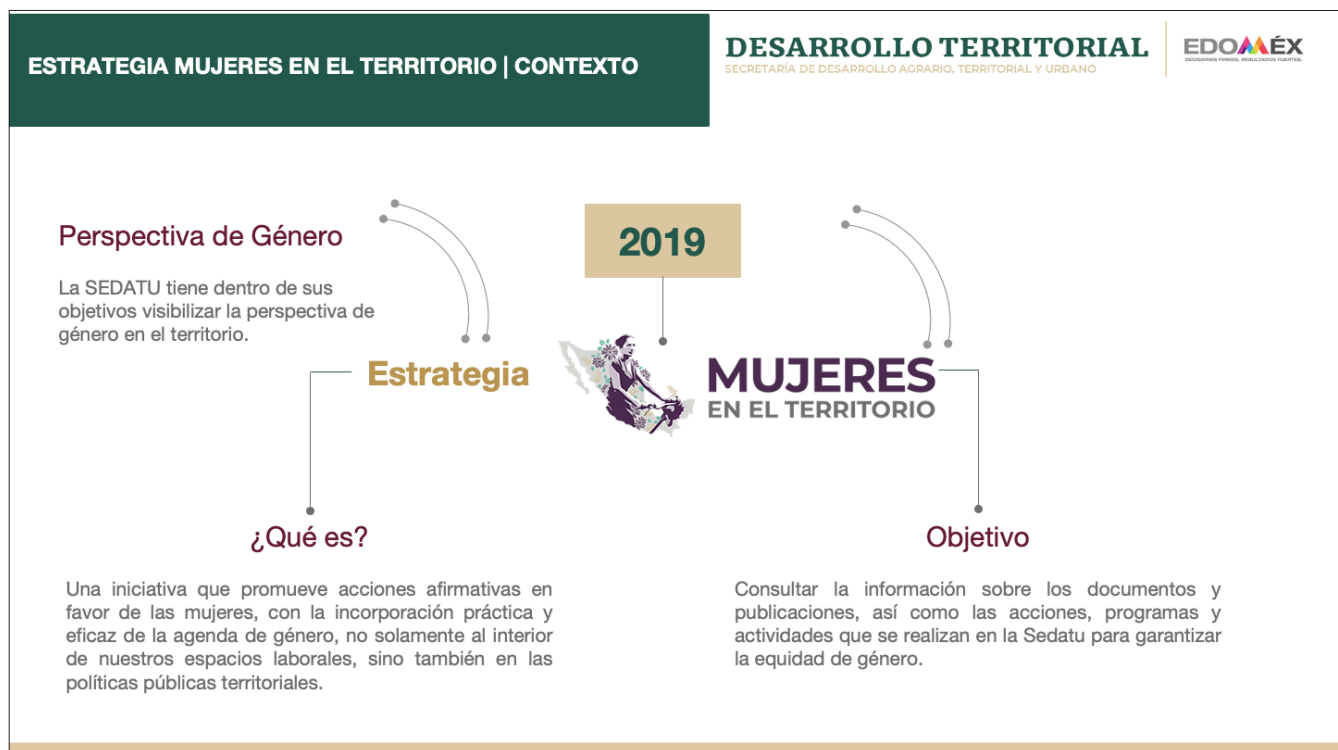 ESTRATEGIA MUJERES EN EL TERRITORIO | CONTEXTO
DESARROLLO TERRITORIAL
SECRETARÍA DE DESARROLLO AGRARIO, TERRITORIAL Y URBANO
EDOMÉX
DECISIONES FIRMES, RESULTADOS FUERTES.
Perspectiva de Género
La SEDATU tiene dentro de sus
objetivos visibilizar la perspectiva de
género en el territorio.
2019
Estrategia
MUJERES
EN EL TERRITORIO
¿Qué es?
Una iniciativa que promueve acciones afirmativas en
favor de las mujeres, con la incorporación práctica y
eficaz de la agenda de género, no solamente al interior
de nuestros espacios laborales, sino también en las
políticas públicas territoriales.
Objetivo
Consultar la información sobre los documentos y
publicaciones, así como las acciones, programas y
actividades que se realizan en la Sedatu para garantizar
la equidad de género.